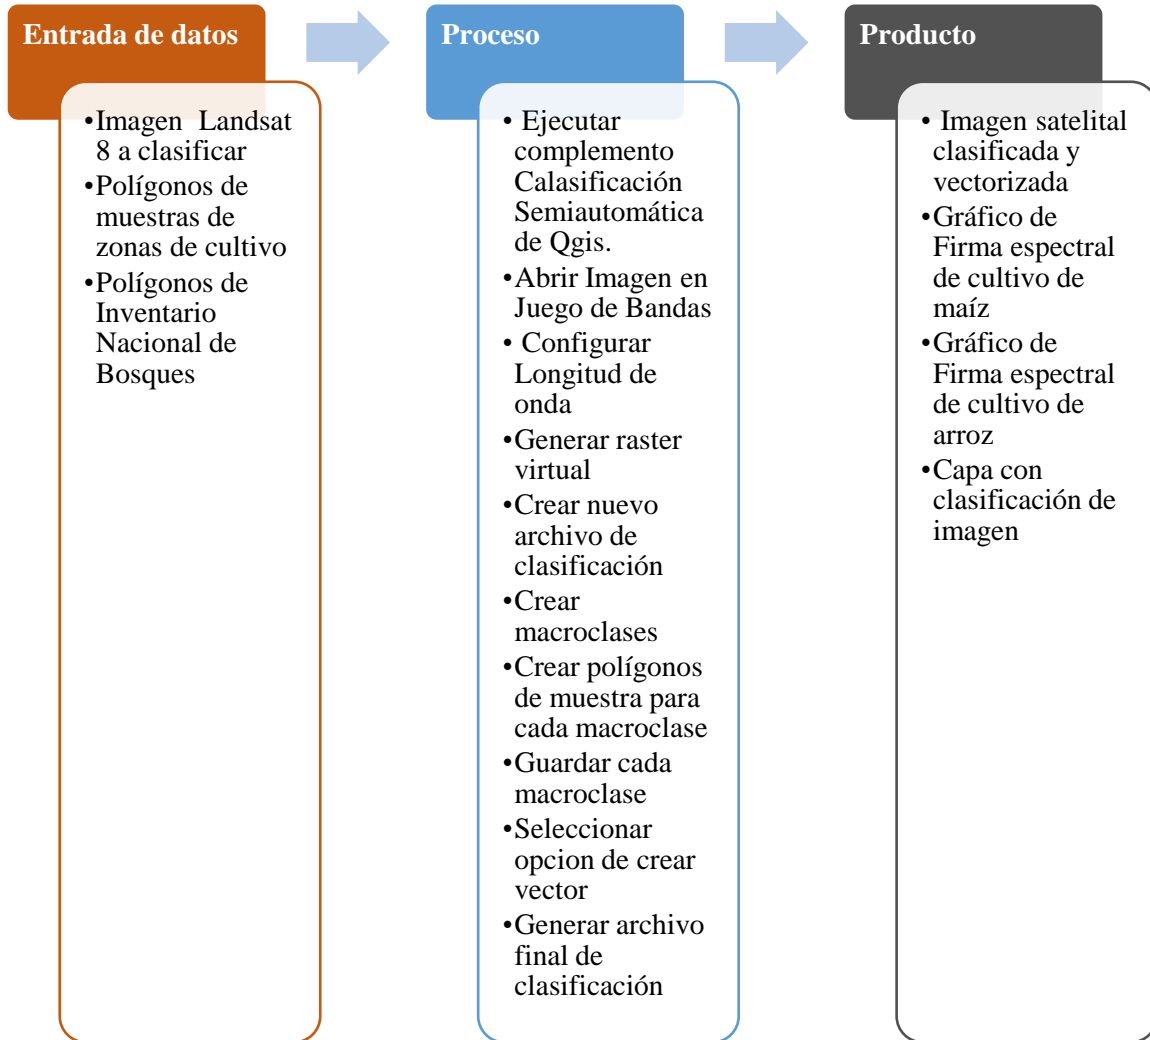 Entrada de datos
•Imagen Landsat
8 a clasificar
•Polígonos de
muestras de
zonas de cultivo
•Polígonos de
Inventario
Nacional de
Bosques
Proceso
• Ejecutar
complemento
Calasificación
Semiautomática
de Qgis.
•Abrir Imagen en
Juego de Bandas
• Configurar
Longitud de
onda
•Generar raster
virtual
•Crear nuevo
archivo de
clasificación
•Crear
macroclases
•Crear polígonos
de muestra para
cada macroclase
•Guardar cada
macroclase
•Seleccionar
opcion de crear
vector
•Generar archivo
final de
clasificación
Producto
• Imagen satelital
clasificada y
vectorizada
•Gráfico de
Firma espectral
de cultivo de
maíz
•Gráfico de
Firma espectral
de cultivo de
arroz
•Capa con
clasificación de
imagen